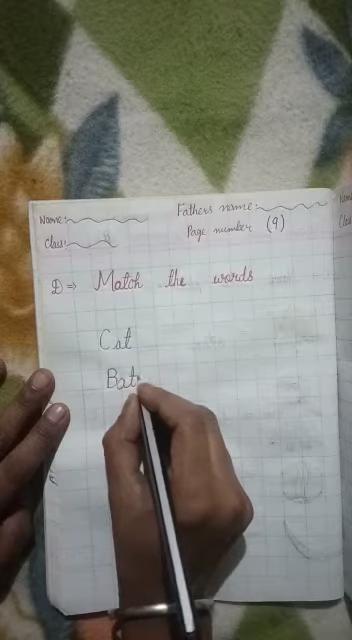 Name:
Fathers name:
Class:
Page number (9)
D⇒ Match the words
Cat
Bat